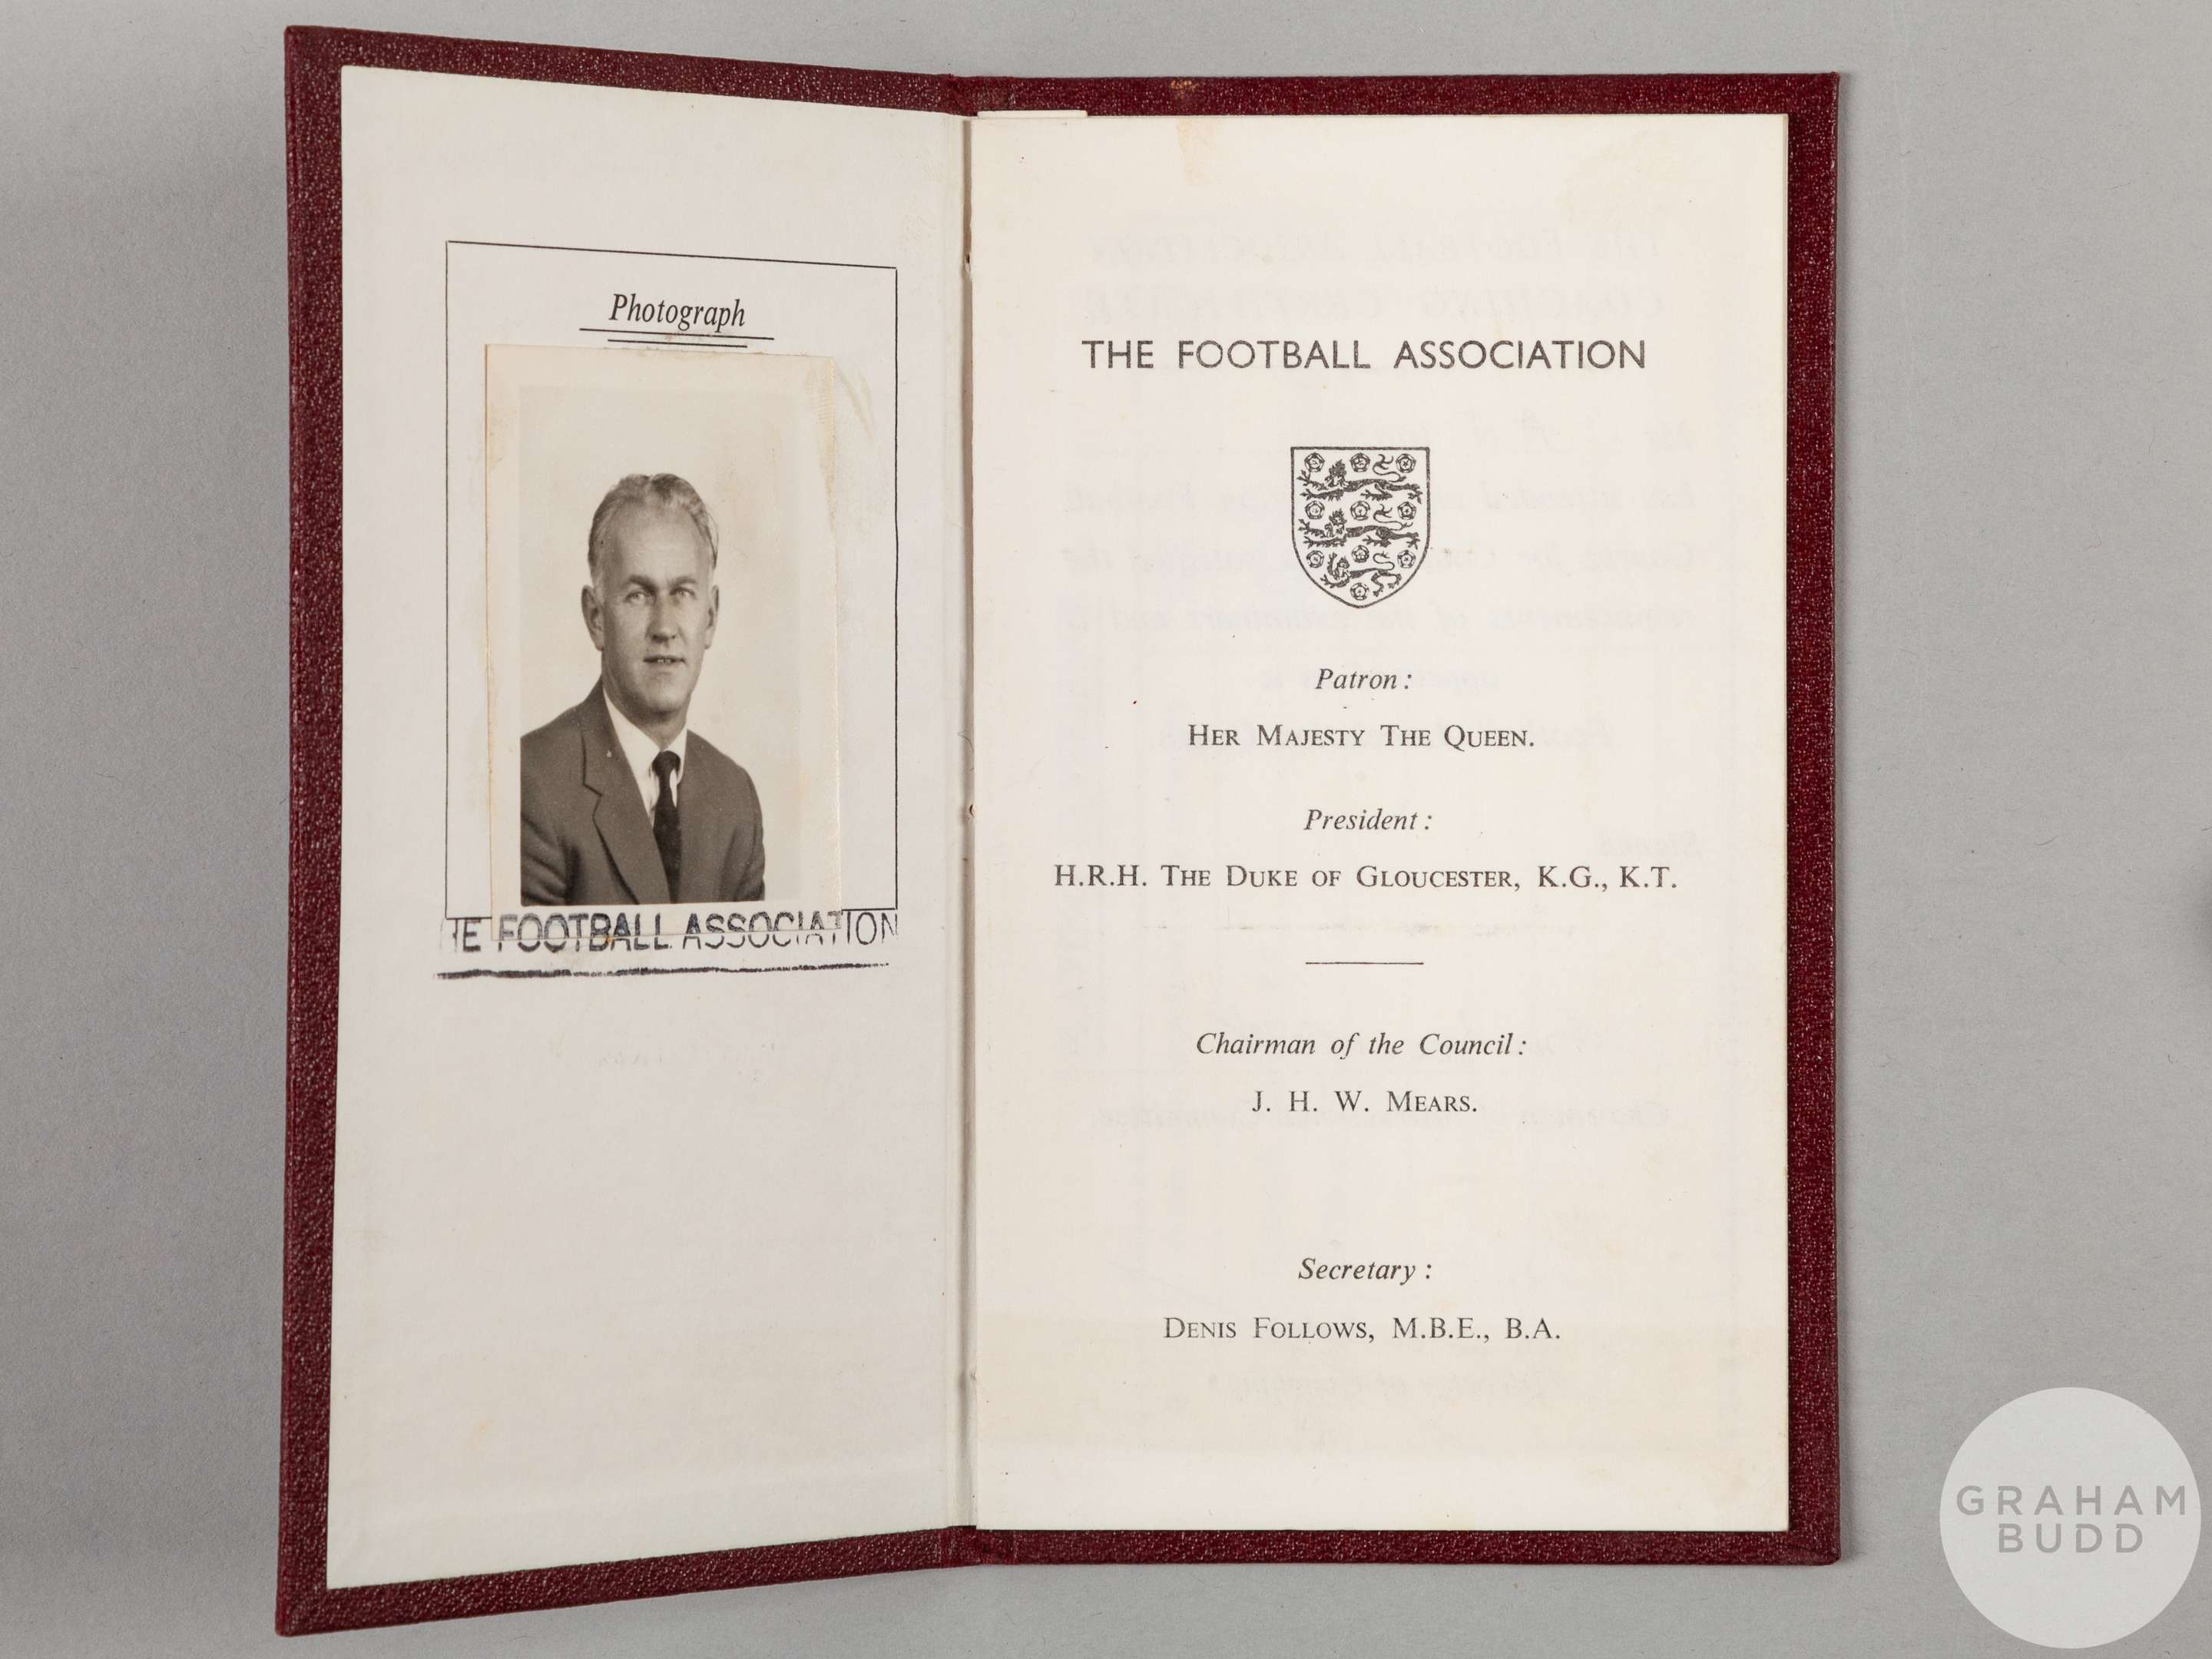 Photograph
THE FOOTBALL ASSOCIATION
THE FOOTBALL ASSOCIATION
Patron:
HER MAJESTY THE QUEEN.
President:
H.R.H. THE DUKE OF GLOUCESTER, K.G., K.T.
Chairman of the Council:
J. H. W. MEARS.
Secretary:
DENIS FOLLOWS, M.B.E., B.A.
GRAHAM
BUDD